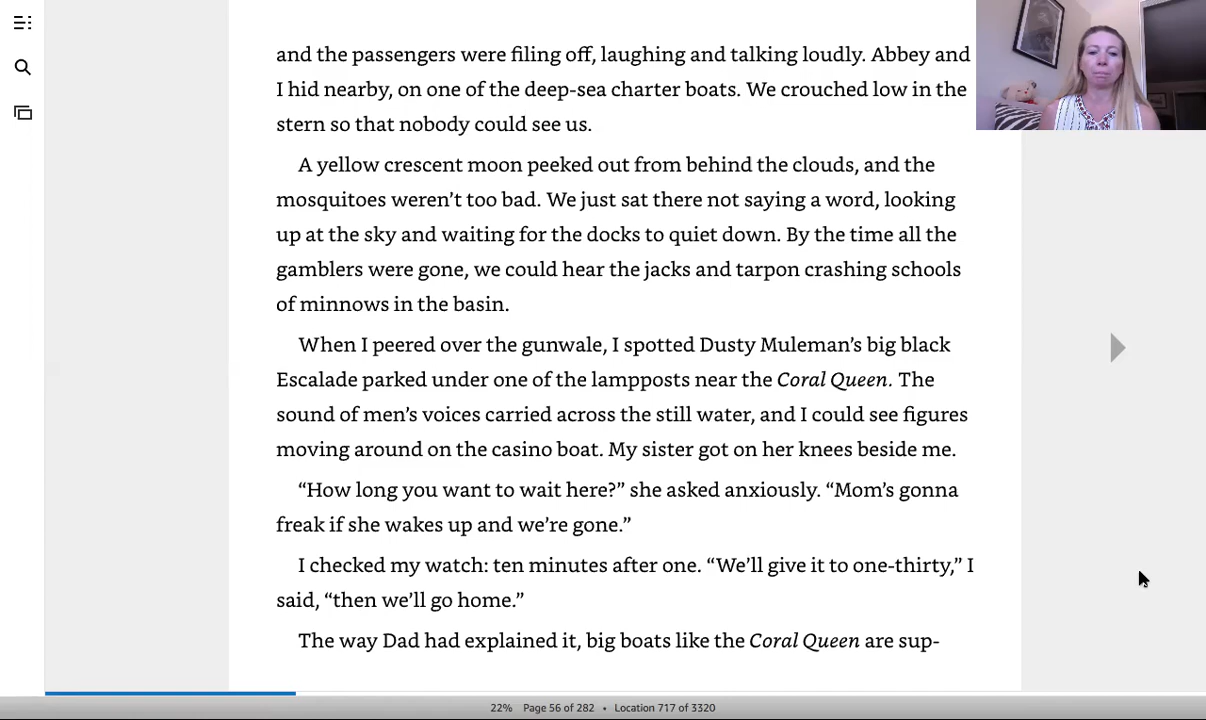 and the passengers were filing off, laughing and talking loudly. Abbey and
I hid nearby, on one of the deep-sea charter boats. We crouched low in the
stern so that nobody could see us.
A yellow crescent moon peeked out from behind the clouds, and the
mosquitoes weren’t too bad. We just sat there not saying a word, looking
up at the sky and waiting for the docks to quiet down. By the time all the
gamblers were gone, we could hear the jacks and tarpon crashing schools
of minnows in the basin.
When I peered over the gunwale, I spotted Dusty Muleman’s big black
Escalade parked under one of the lampposts near the Coral Queen. The
sound of men’s voices carried across the still water, and I could see figures
moving around on the casino boat. My sister got on her knees beside me.
“How long you want to wait here?” she asked anxiously. “Mom’s gonna
freak if she wakes up and we’re gone.”
I checked my watch: ten minutes after one. “We’ll give it to one-thirty,” I
said, “then we’ll go home.”
The way Dad had explained it, big boats like the Coral Queen are sup-
22% Page 56 of 282 • Location 717 of 3320